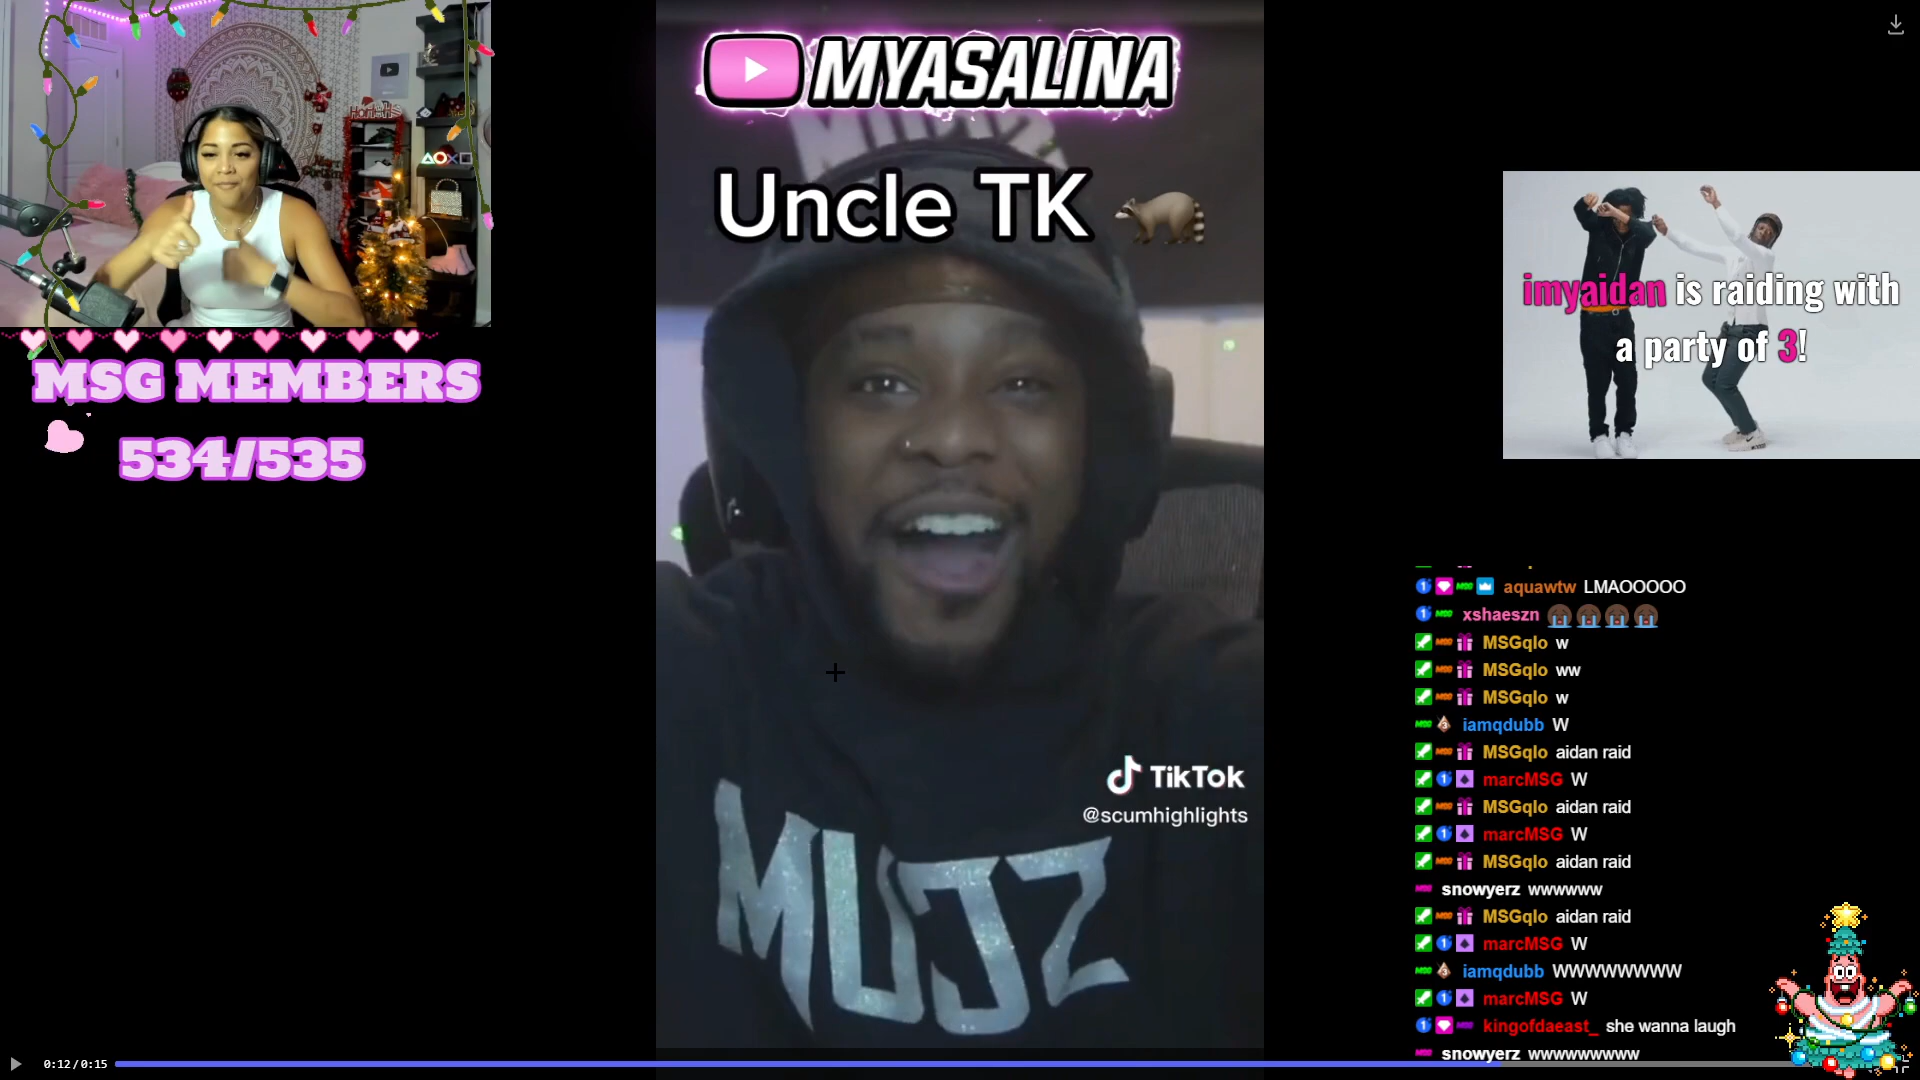 MYASALINA
Uncle TK
MSG MEMBERS
534/535
imyaidan is raiding with
a party of 3!
TikTok
@scumhighlights
MUJZ
aquawtw LMAOOOOO
xshaeszn
MSGqlo w
MSGqlo ww
MSGqlo w
iamqdubb W
MSGqlo aidan raid
marcMSG W
MSGqlo aidan raid
marcMSG W
MSGqlo aidan raid
snowyerz wwwwww
MSGqlo aidan raid
marcMSG W
iamqdubb WWWWWWWW
marcMSG W
kingofdaeast_ she wanna laugh
snowyerz wwwwwwwww
0:12/0:15